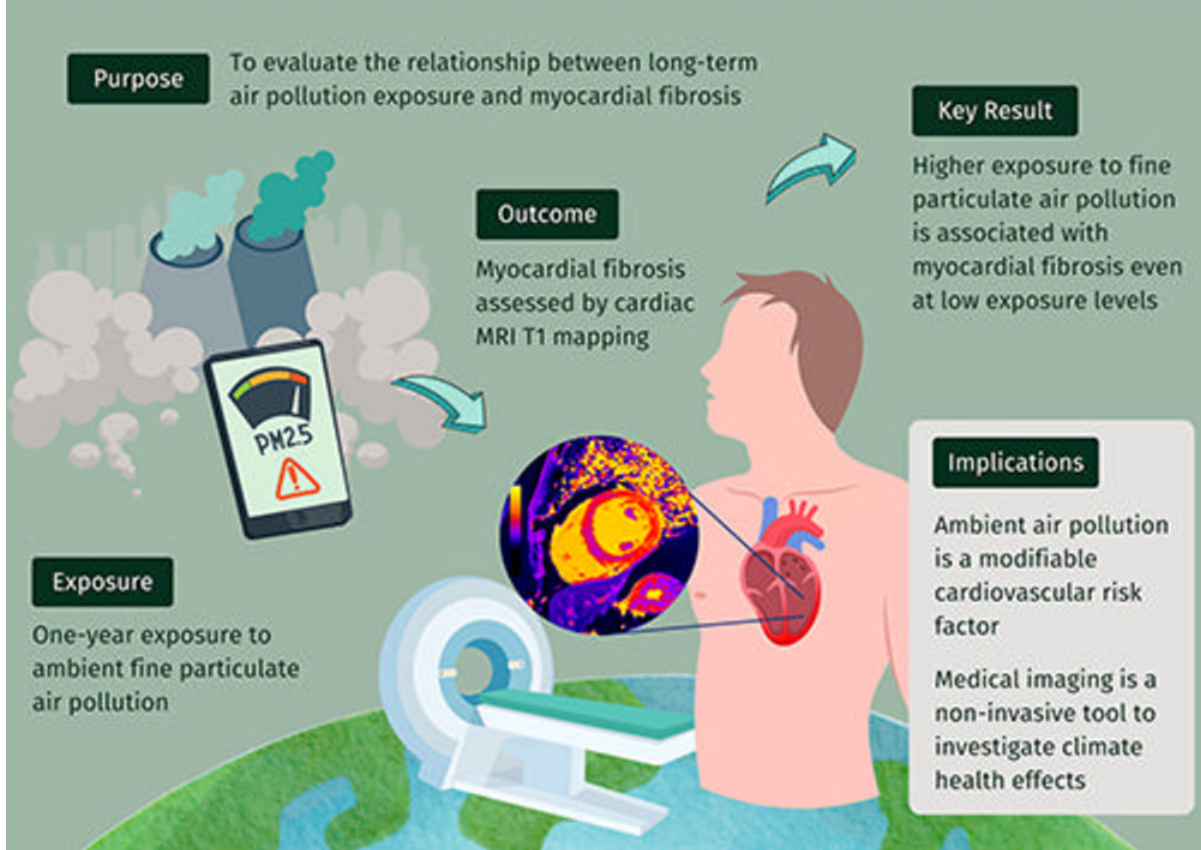 Purpose
To evaluate the relationship between long-term
air pollution exposure and myocardial fibrosis
Key Result
Higher exposure to fine
particulate air pollution
is associated with
myocardial fibrosis even
at low exposure levels
Outcome
Myocardial fibrosis
assessed by cardiac
MRI T1 mapping
PM2.5
Exposure
One-year exposure to
ambient fine particulate
air pollution
Implications
Ambient air pollution
is a modifiable
cardiovascular risk
factor
Medical imaging is a
non-invasive tool to
investigate climate
health effects